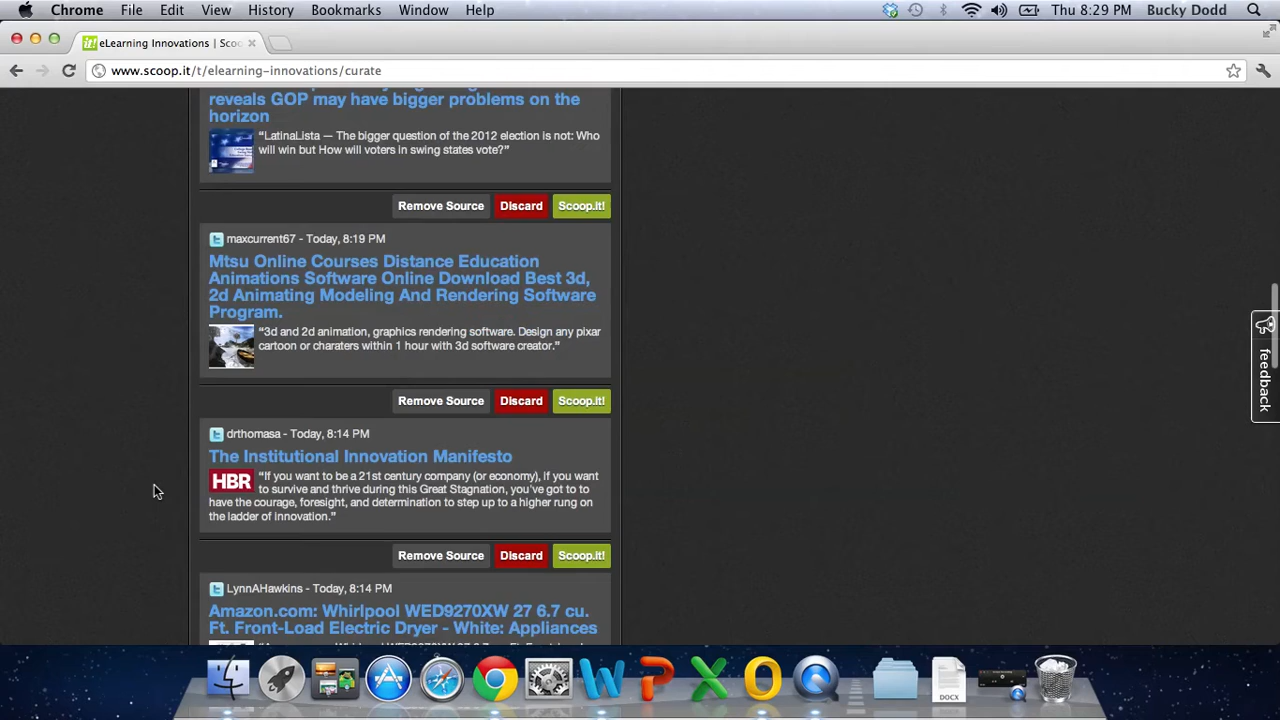 Chrome File Edit View History Bookmarks Window Help Thu 8:29 PM Bucky Dodd
it! eLearning Innovations | Scoo
www.scoop.it/t/elearning-innovations/curate
reveals GOP may have bigger problems on the
horizon
“LatinaLista — The bigger question of the 2012 election is not: Who
will win but How will voters in swing states vote?”
Remove Source Discard Scoop.It!
maxcurrent67 - Today, 8:19 PM
Mtsu Online Courses Distance Education
Animations Software Online Download Best 3d,
2d Animating Modeling And Rendering Software
Program.
“3d and 2d animation, graphics rendering software. Design any pixar
cartoon or charaters within 1 hour with 3d software creator.”
Remove Source Discard Scoop.It!
drthomasa - Today, 8:14 PM
The Institutional Innovation Manifesto
HBR
“If you want to be a 21st century company (or economy), if you want
to survive and thrive during this Great Stagnation, you've got to to
have the courage, foresight, and determination to step up to a higher rung on
the ladder of innovation.”
Remove Source Discard Scoop.It!
LynnAHawkins - Today, 8:14 PM
Amazon.com: Whirlpool WED9270XW 27 6.7 cu.
Ft. Front-Load Electric Dryer - White: Appliances
feedback
DOCX